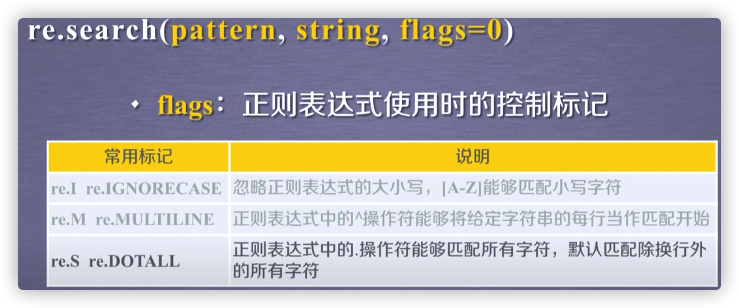 re.search(pattern, string, flags=0)
• flags：正则表达式使用时的控制标记
常用标记 说明
re.I re.IGNORECASE 忽略正则表达式的大小写，[A-Z]能够匹配小写字符
re.M re.MULTILINE 正则表达式中的^操作符能够将给定字符串的每行当作匹配开始
re.S re.DOTALL 正则表达式中的.操作符能够匹配所有字符，默认匹配除换行外
的所有字符